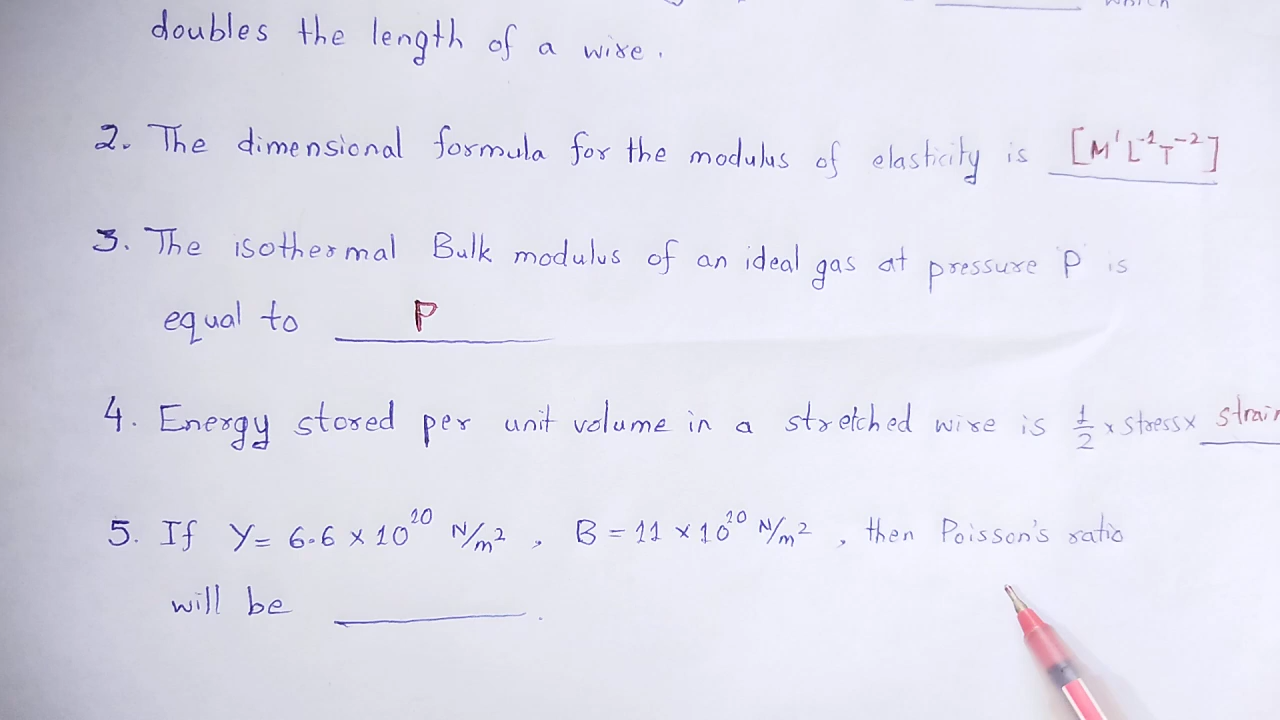 which
doubles the length of a wire.
2. The dimensional formula for the modulus of elasticity is [M¹L⁻¹T⁻²]
3. The isothermal Bulk modulus of an ideal gas at pressure P is
equal to P
4. Energy stored per unit volume in a stretched wire is 1/2 × stress× strain
5. If Y= 6.6 × 10²⁰ N/m², B = 11 × 10²⁰ N/m², then Poisson's ratio
will be ______.